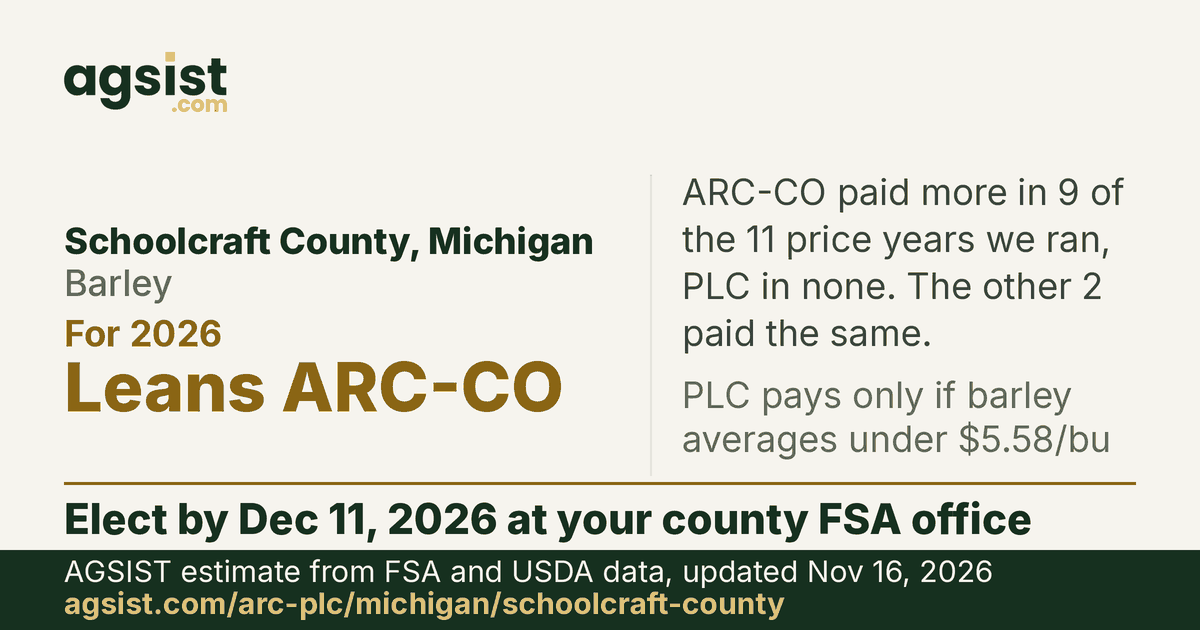 agsist
.com
Schoolcraft County, Michigan
Barley
For 2026
Leans ARC-CO
ARC-CO paid more in 9 of
the 11 price years we ran,
PLC in none. The other 2
paid the same.
PLC pays only if barley
averages under $5.58/bu
Elect by Dec 11, 2026 at your county FSA office
AGSIST estimate from FSA and USDA data, updated Nov 16, 2026
agsist.com/arc-plc/michigan/schoolcraft-county